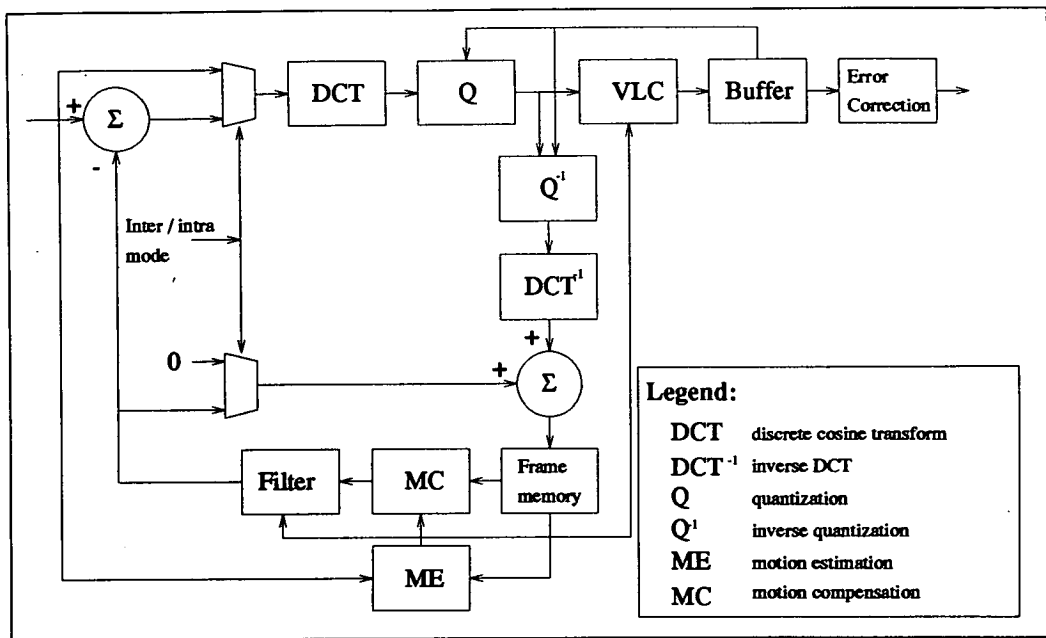 +
Σ
-
DCT
Q
VLC
Buffer
Error
Correction
Q-1
Inter / intra
mode
DCT-1
+
0
+
Σ
Filter
MC
Frame
memory
ME
Legend:
DCT discrete cosine transform
DCT-1 inverse DCT
Q quantization
Q-1 inverse quantization
ME motion estimation
MC motion compensation